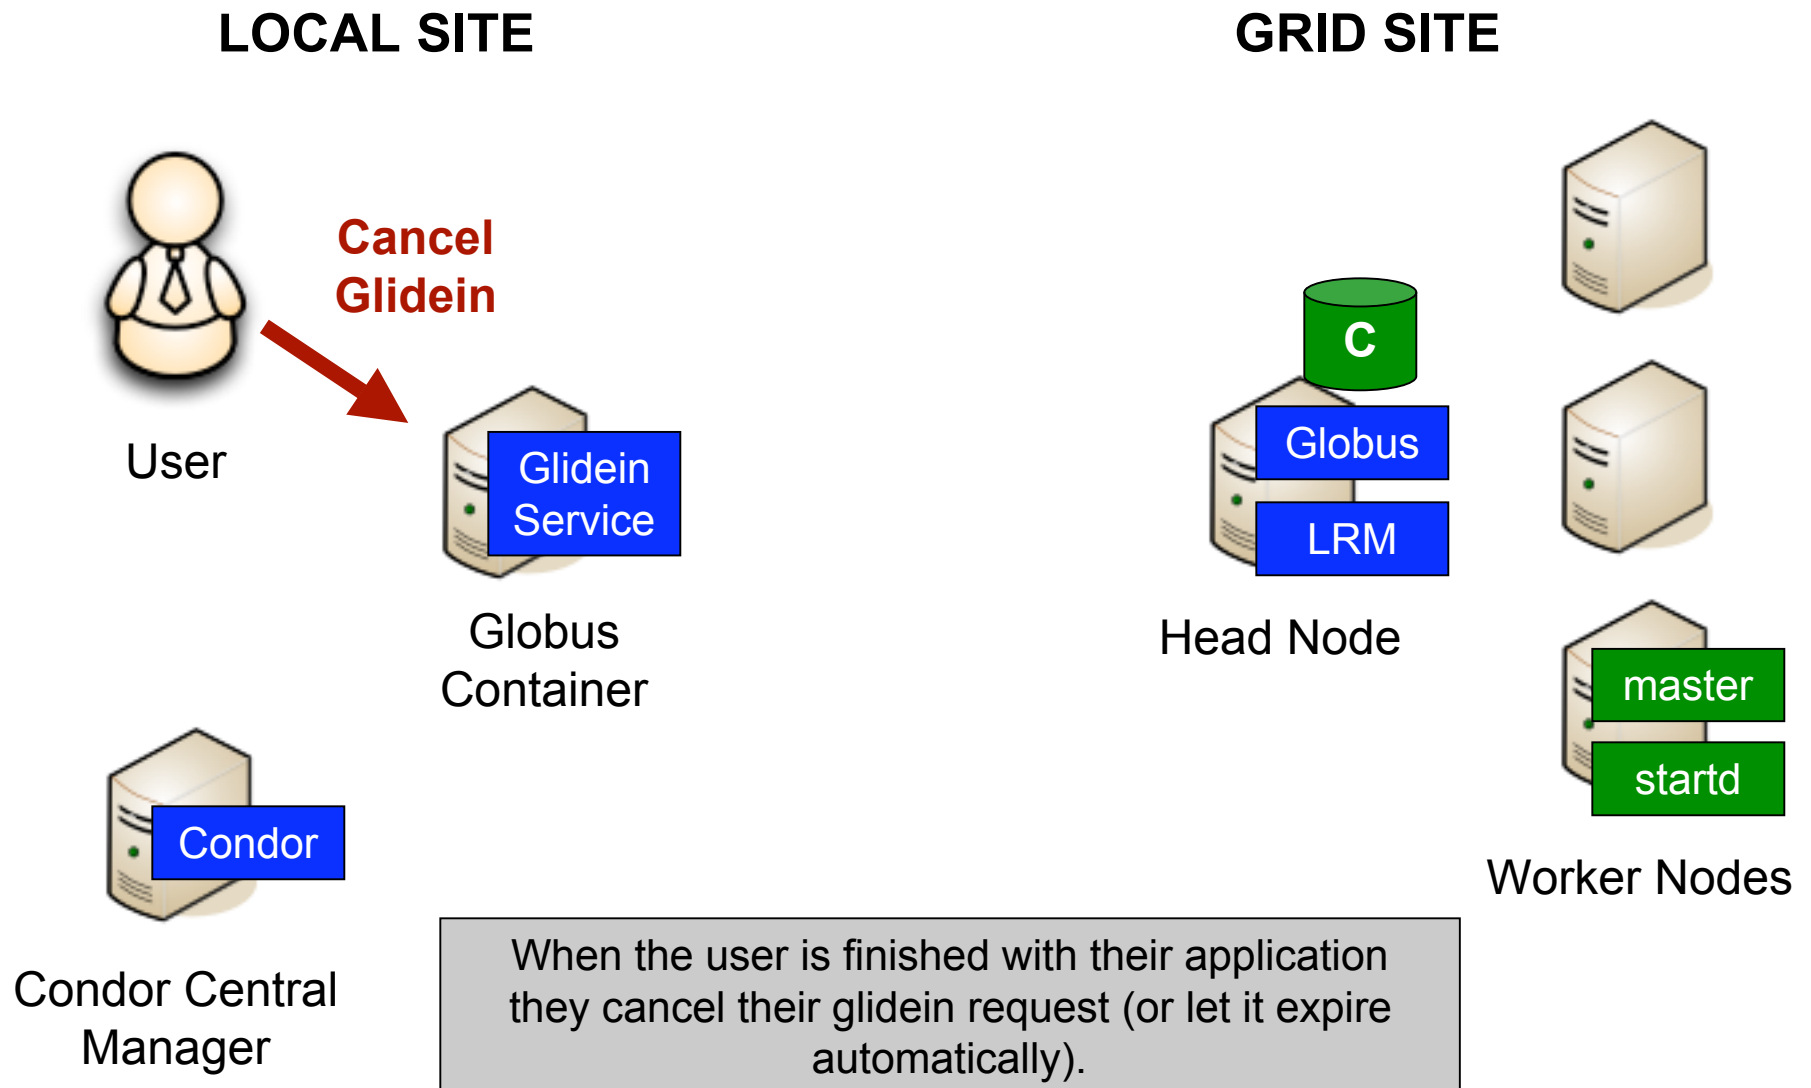 LOCAL SITE
GRID SITE
Cancel
Glidein
User
Glidein
Service
Globus
Container
C
Globus
LRM
Head Node
master
startd
Worker Nodes
Condor
Condor Central
Manager
When the user is finished with their application
they cancel their glidein request (or let it expire
automatically).